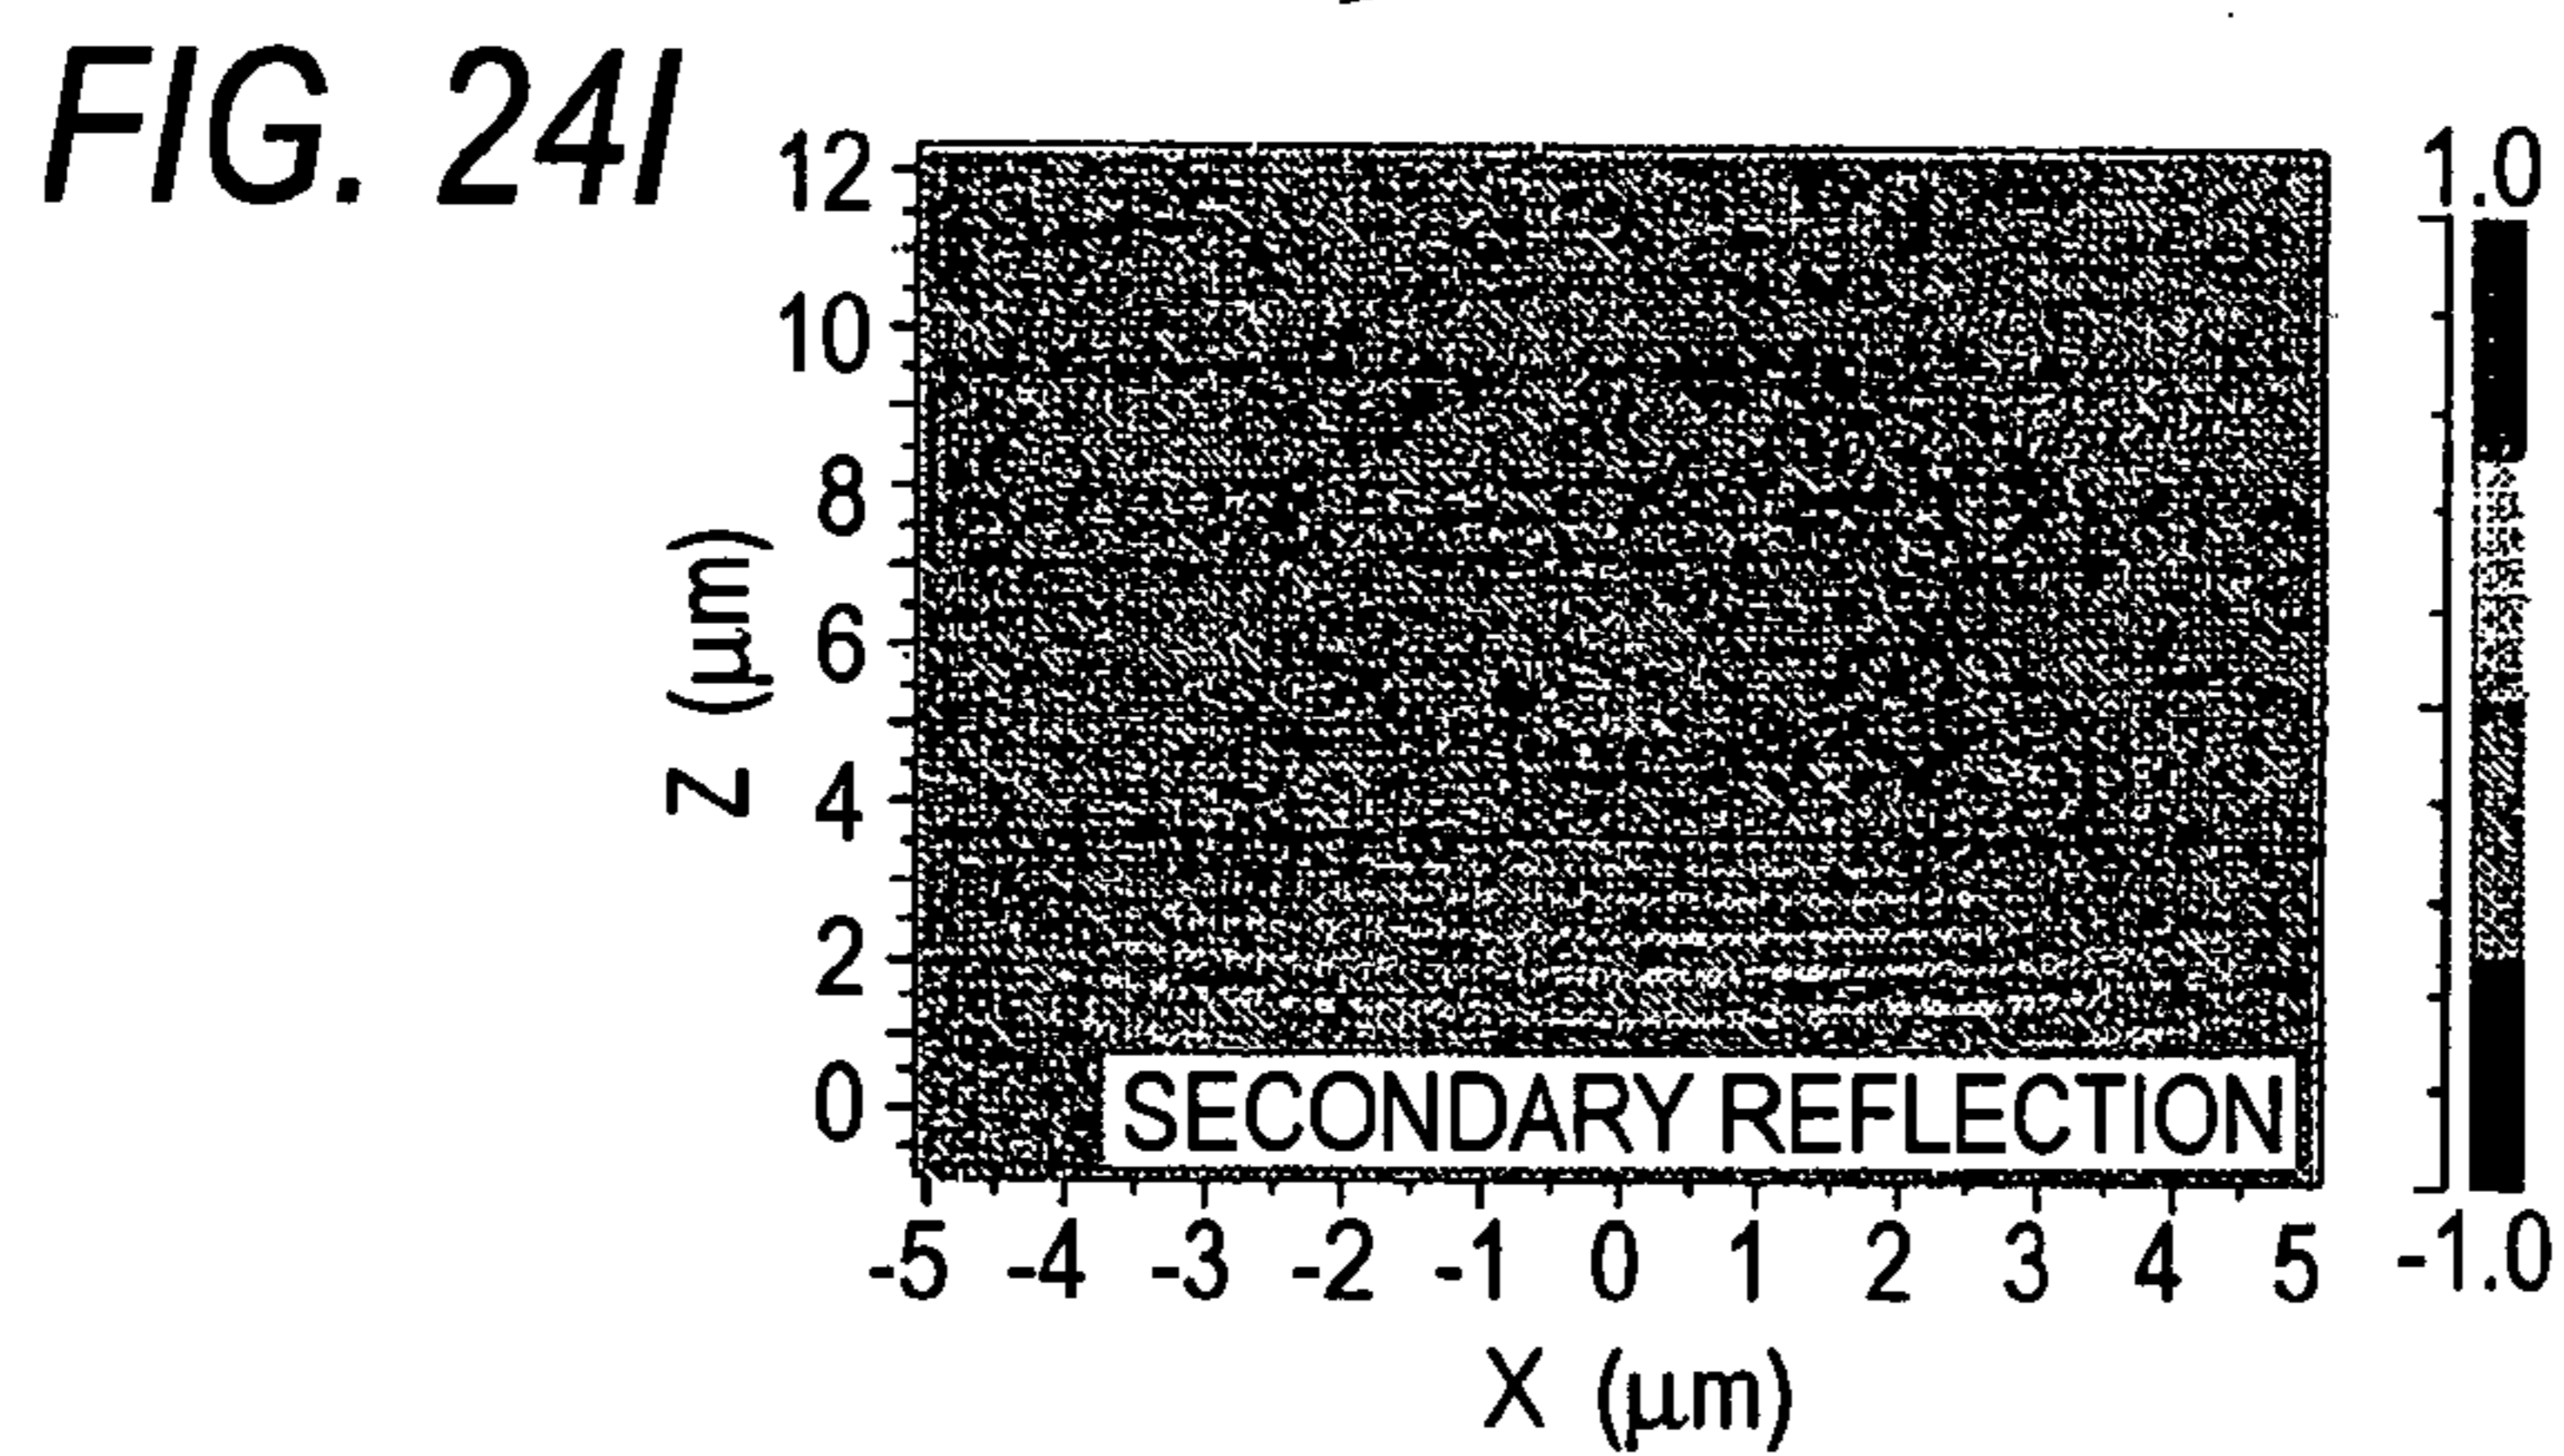 FIG. 24I
12
10
8
6
4
2
0
Z (μm)
SECONDARY REFLECTION
-5 -4 -3 -2 -1 0 1 2 3 4 5
X (μm)
1.0
-1.0